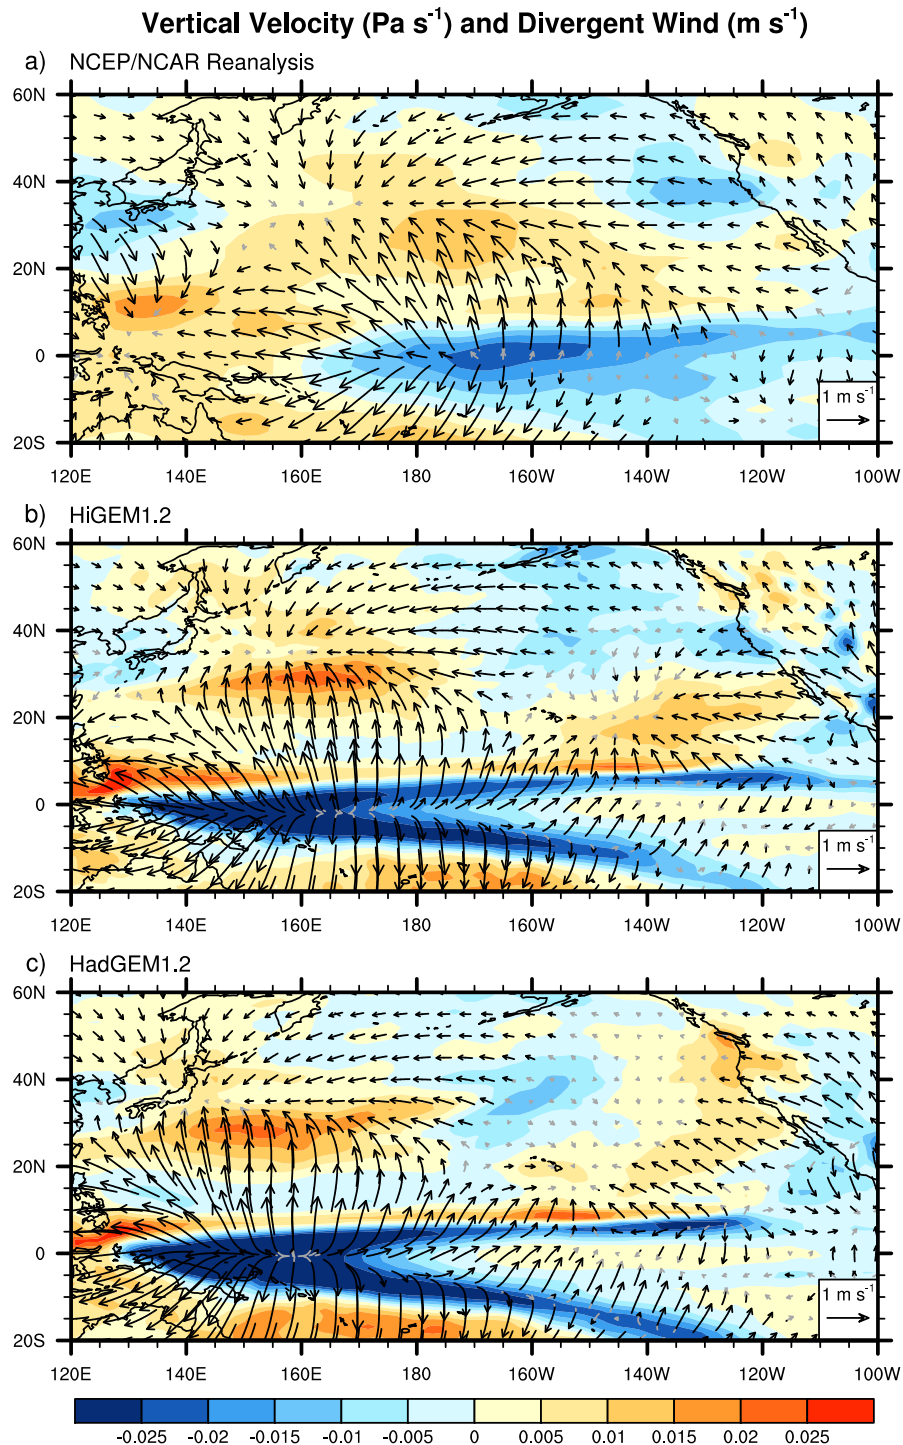 Vertical Velocity (Pa s⁻¹) and Divergent Wind (m s⁻¹)
a) NCEP/NCAR Reanalysis
60N
40N
20N
0
20S
1 m s⁻¹
120E 140E 160E 180E 160W 140W 120W 100W
b) HiGEM1.2
60N
40N
20N
0
20S
1 m s⁻¹
120E 140E 160E 180E 160W 140W 120W 100W
c) HadGEM1.2
60N
40N
20N
0
20S
1 m s⁻¹
120E 140E 160E 180E 160W 140W 120W 100W
-0.025 -0.02 -0.015 -0.01 -0.005 0 0.005 0.01 0.015 0.02 0.025